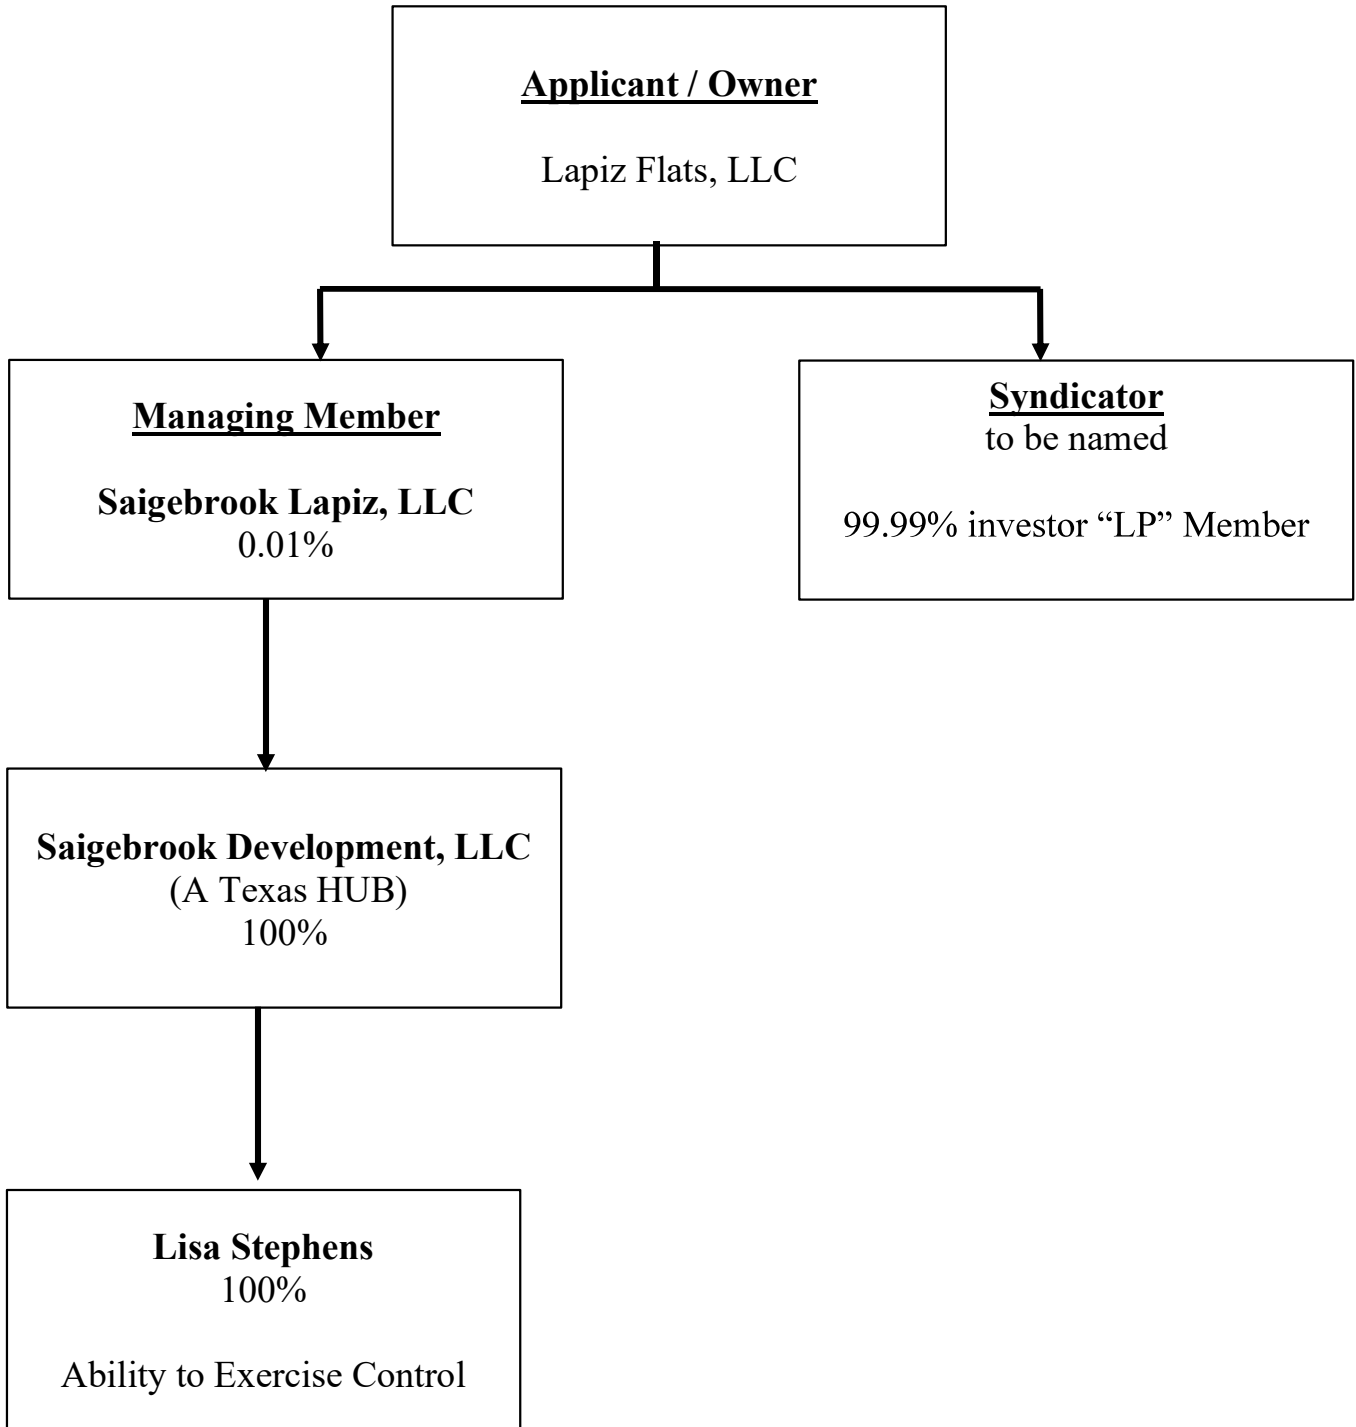 Applicant / Owner
Lapiz Flats, LLC
Managing Member
Saigebrook Lapiz, LLC
0.01%
Syndicator
to be named
99.99% investor “LP” Member
Saigebrook Development, LLC
(A Texas HUB)
100%
Lisa Stephens
100%
Ability to Exercise Control